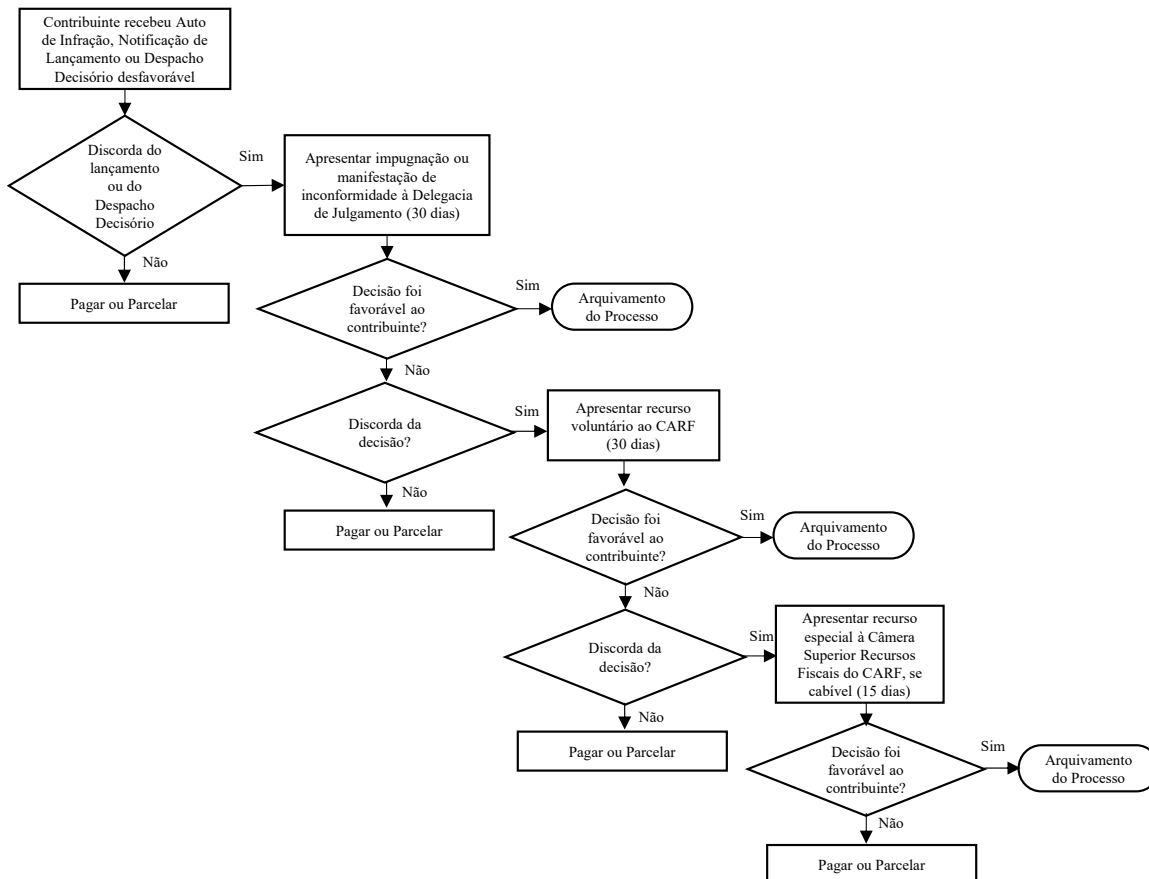 Contribuinte recebeu Auto
de Infração, Notificação de
Lançamento ou Despacho
Decisório desfavorável
Discorda do
lançamento
ou do
Despacho
Decisório
Sim
Apresentar impugnação ou
manifestação de
inconformidade à Delegacia
de Julgamento (30 dias)
Não
Pagar ou Parcelar
Decisão foi
favorável ao
contribuinte?
Sim
Arquivamento
do Processo
Não
Discorda da
decisão?
Sim
Apresentar recurso
voluntário ao CARF
(30 dias)
Não
Pagar ou Parcelar
Decisão foi
favorável ao
contribuinte?
Sim
Arquivamento
do Processo
Não
Discorda da
decisão?
Sim
Apresentar recurso
especial à Câmera
Superior Recursos
Fiscais do CARF, se
cabível (15 dias)
Não
Pagar ou Parcelar
Decisão foi
favorável ao
contribuinte?
Sim
Arquivamento
do Processo
Não
Pagar ou Parcelar